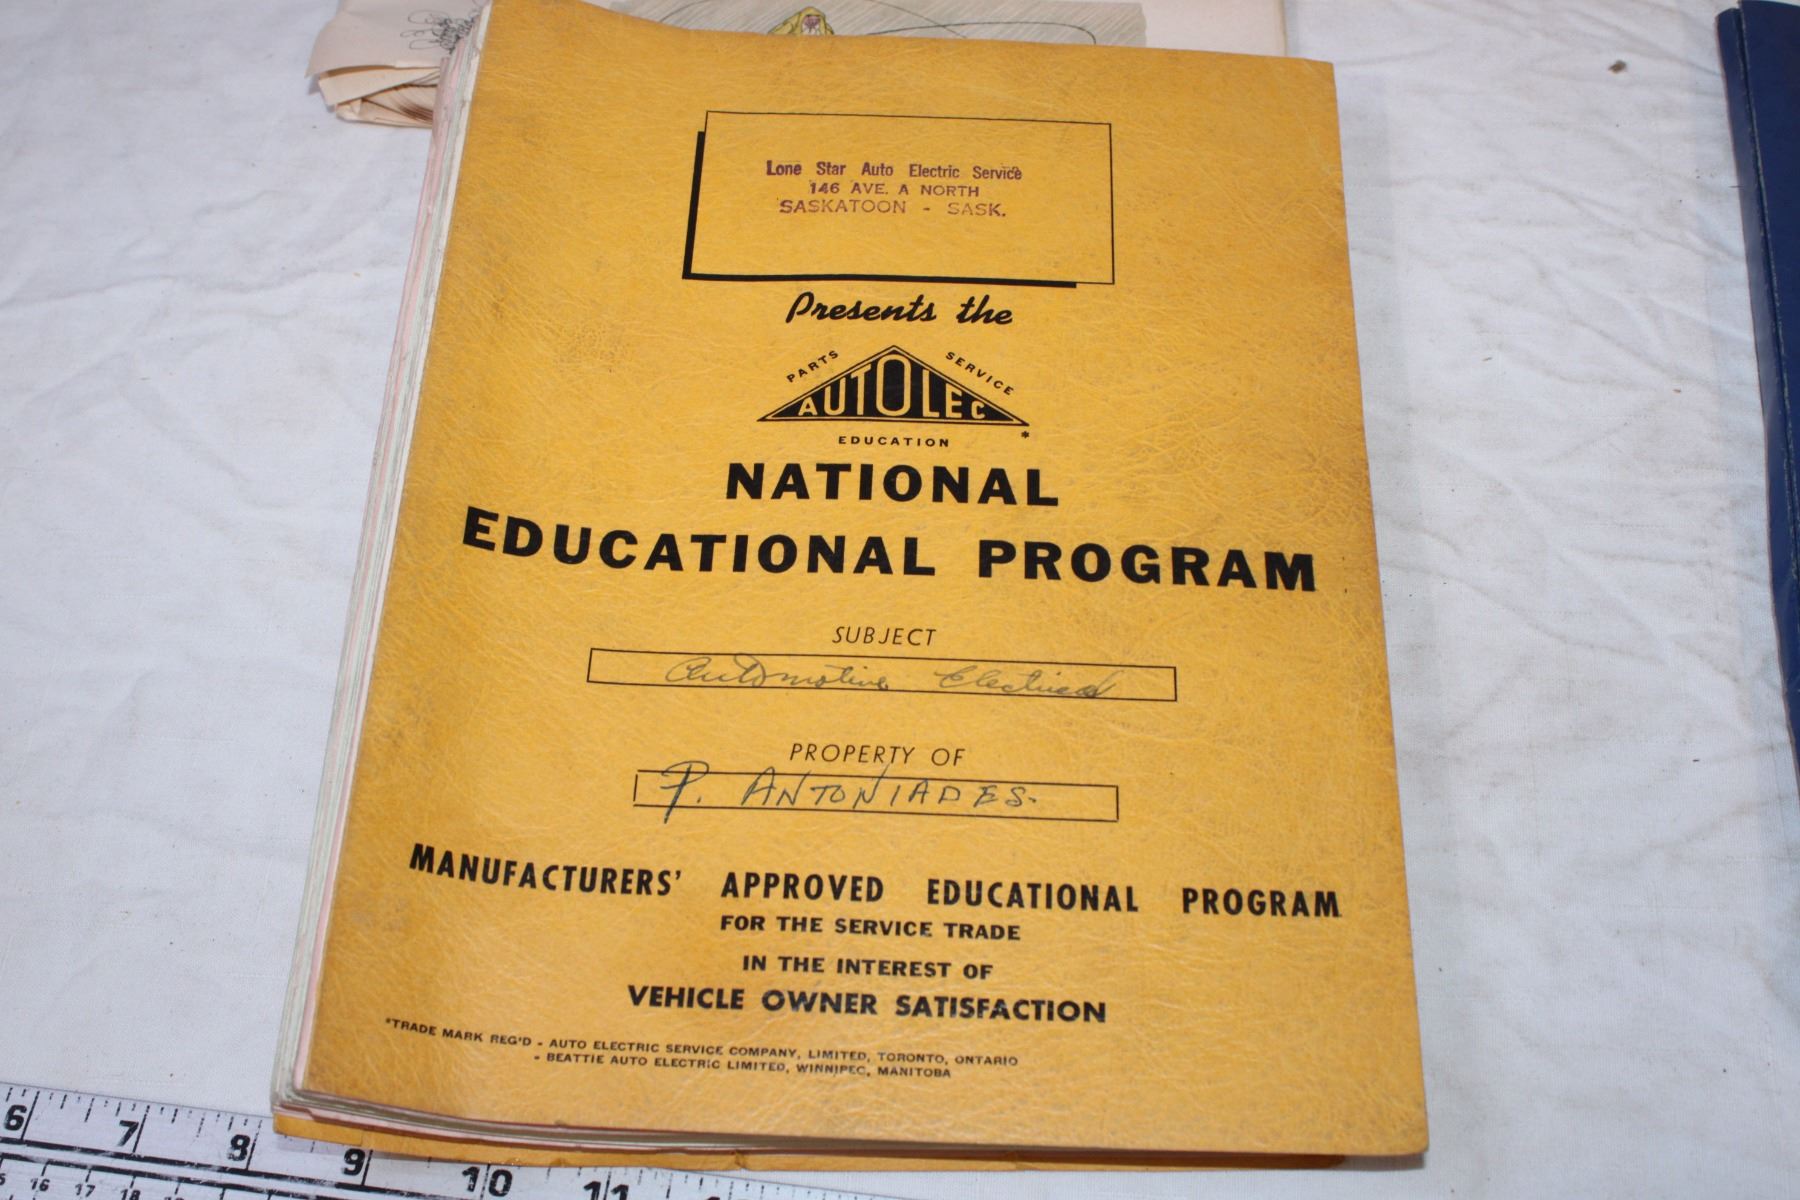 Lone Star Auto Electric Service
146 AVE. A NORTH
SASKATOON - SASK.
Presents the
PARTS SERVICE
AUTOLEC
*
EDUCATION
NATIONAL
EDUCATIONAL PROGRAM
SUBJECT
Automotive Electrical
PROPERTY OF
P. ANTONIADES.
MANUFACTURERS' APPROVED EDUCATIONAL PROGRAM
FOR THE SERVICE TRADE
IN THE INTEREST OF
VEHICLE OWNER SATISFACTION
*TRADE MARK REG'D - AUTO ELECTRIC SERVICE COMPANY, LIMITED, TORONTO, ONTARIO
- BEATTIE AUTO ELECTRIC LIMITED, WINNIPEG, MANITOBA
6 7 8 9 10 11
16 17 18